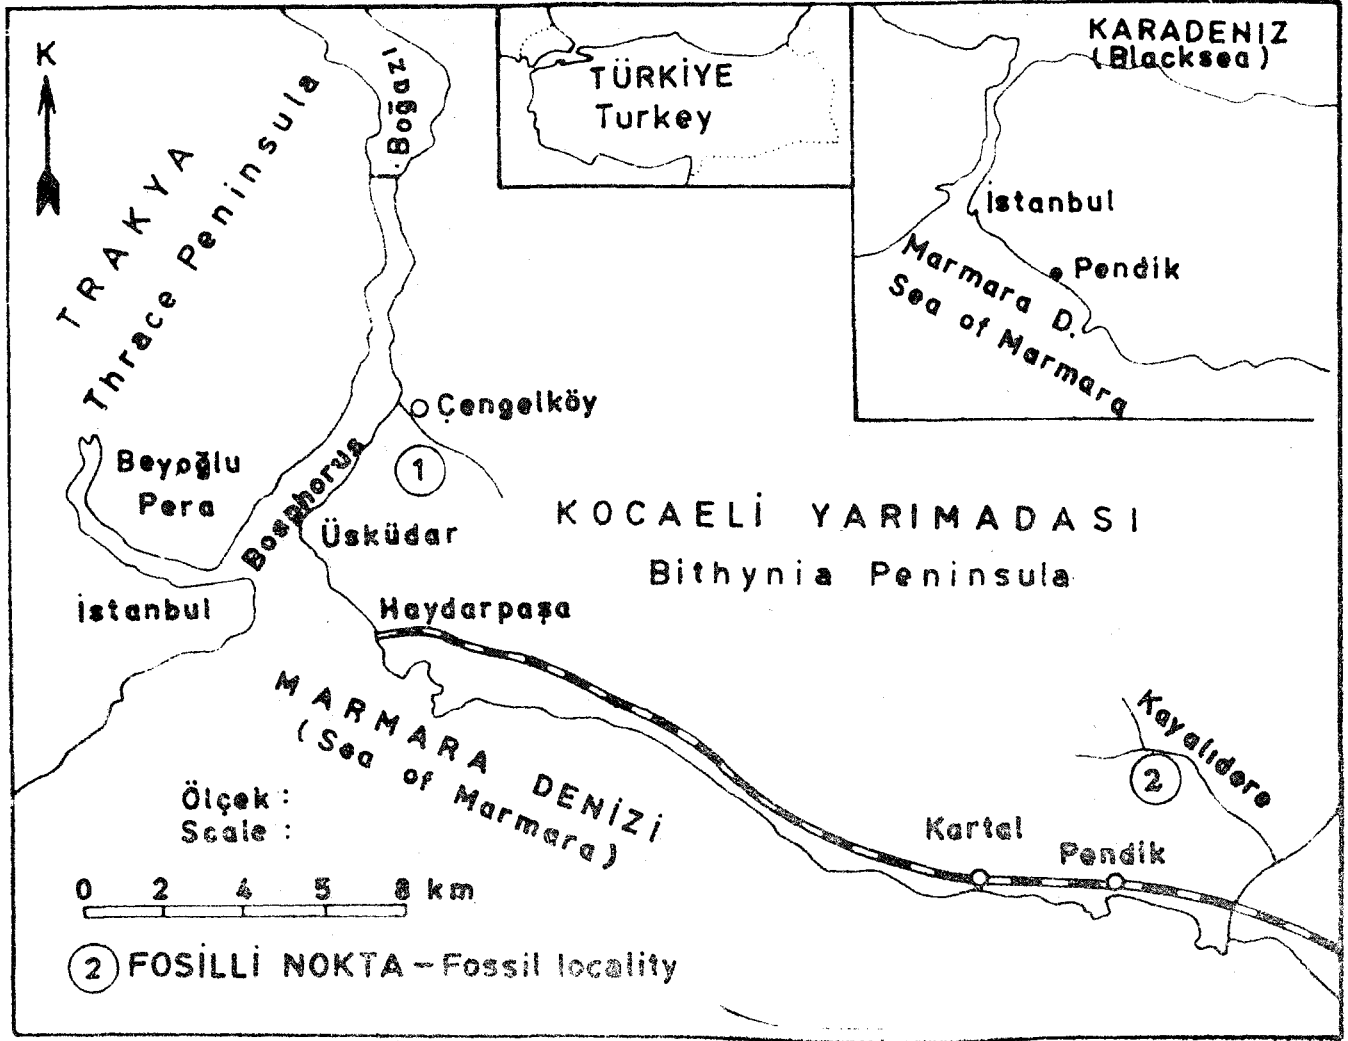 K
TRAKYA
Thrace Peninsula
Boğazı
TÜRKİYE
Turkey
KARADENIZ
(Blacksea)
İstanbul
Pendik
Marmara D.
Sea of Marmara
Çengelköy
1
Beyoğlu
Pera
Bosphorus
Üsküdar
İstanbul
KOCAELİ YARIMADASI
Bithynia Peninsula
Haydarpaşa
MARMARA DENİZİ
(Sea of Marmara)
Kayalıdere
2
Kartal
Pendik
Ölçek :
Scale :
0 2 4 5 8 km
2 FOSİLLİ NOKTA – Fossil locality